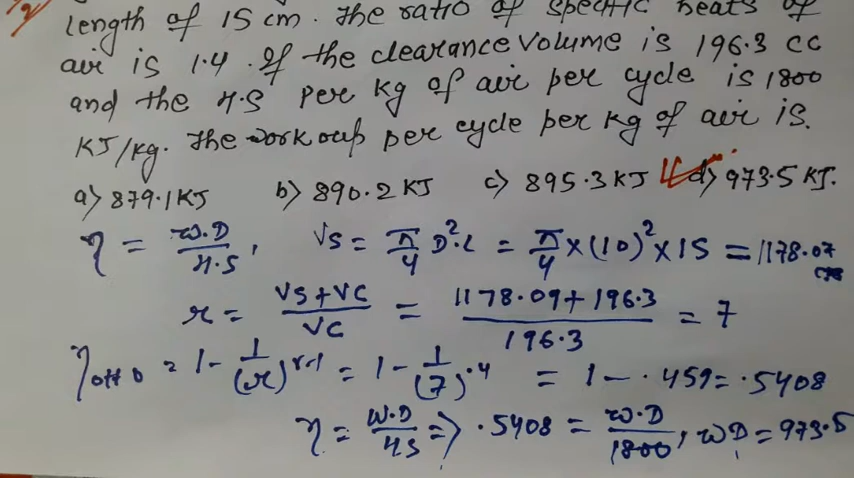 length of 15 cm. The ratio of specific heats of
air is 1.4. If the clearance volume is 196.3 cc
and the H.S per kg of air per cycle is 1800
KJ/kg. The work oup per cycle per kg of air is.
a) 879.1 KJ b) 890.2 KJ c) 895.3 KJ d) 973.5 KJ.
η = W.D/H.S, Vs = π/4 D².L = π/4 × (10)² × 15 = 1178.07
r = Vs+Vc/Vc = 1178.09+196.3/196.3 = 7
η otto = 1 - 1/(r)^r-1 = 1 - 1/(7)^.4 = 1 - .459 = .5408
η = W.D/HS => .5408 = W.D/1800, WD = 973.5